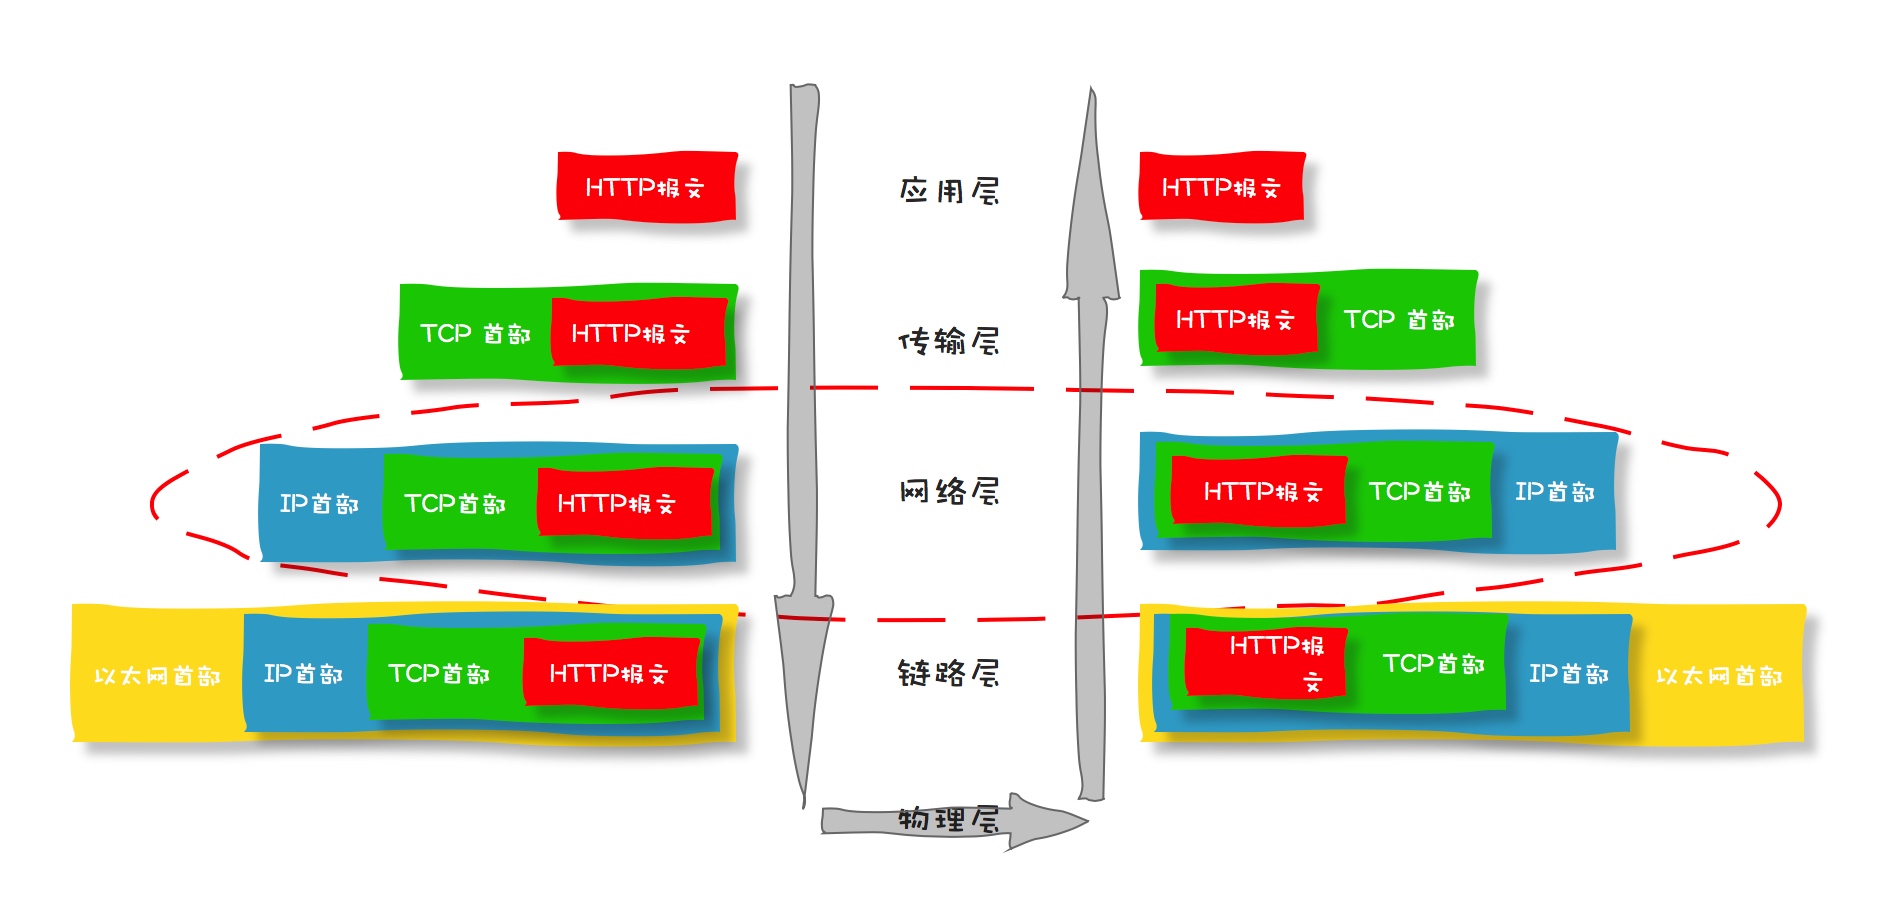 HTTP报文
应用层
HTTP报文
TCP 首部
HTTP报文
传输层
HTTP报文
TCP 首部
IP首部
TCP首部
HTTP报文
网络层
HTTP报文
TCP首部
IP首部
以太网首部
IP首部
TCP首部
HTTP报文
链路层
HTTP报
文
TCP首部
IP首部
以太网首部
物理层